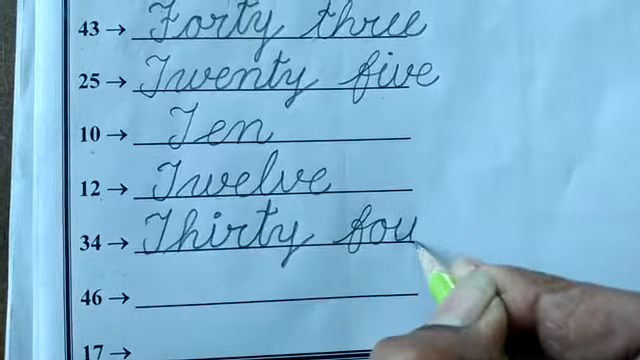 43 → Forty three
25 → Twenty five
10 → Ten
12 → Twelve
34 → Thirty fou
46 →
17 →